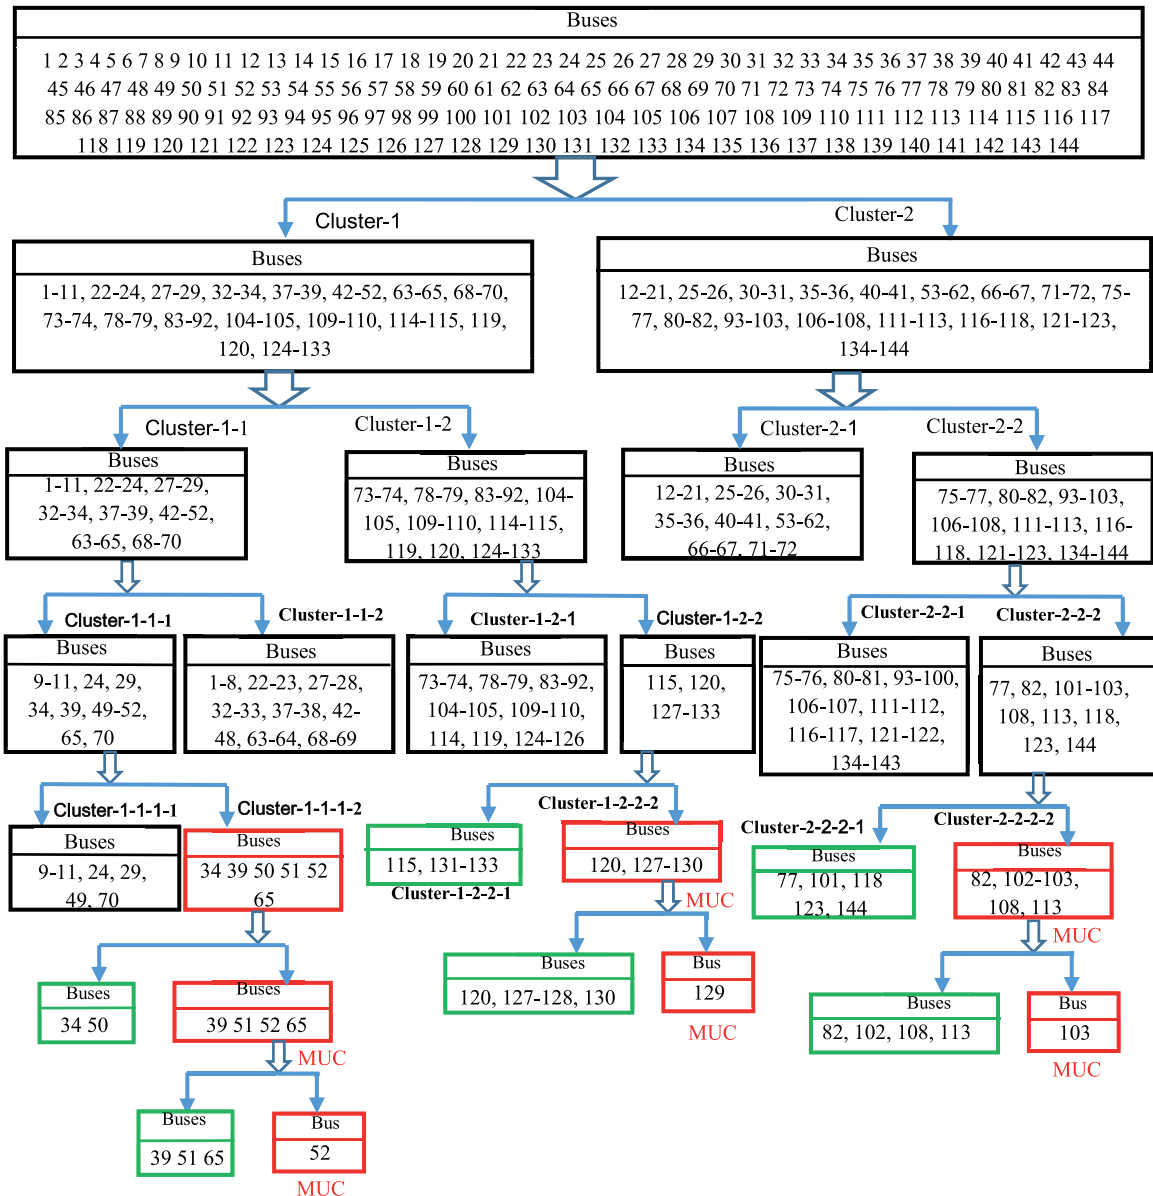 Buses
1 2 3 4 5 6 7 8 9 10 11 12 13 14 15 16 17 18 19 20 21 22 23 24 25 26 27 28 29 30 31 32 33 34 35 36 37 38 39 40 41 42 43 44
45 46 47 48 49 50 51 52 53 54 55 56 57 58 59 60 61 62 63 64 65 66 67 68 69 70 71 72 73 74 75 76 77 78 79 80 81 82 83 84
85 86 87 88 89 90 91 92 93 94 95 96 97 98 99 100 101 102 103 104 105 106 107 108 109 110 111 112 113 114 115 116 117
118 119 120 121 122 123 124 125 126 127 128 129 130 131 132 133 134 135 136 137 138 139 140 141 142 143 144
Cluster-1
Cluster-2
Buses
1-11, 22-24, 27-29, 32-34, 37-39, 42-52, 63-65, 68-70,
73-74, 78-79, 83-92, 104-105, 109-110, 114-115, 119,
120, 124-133
Buses
12-21, 25-26, 30-31, 35-36, 40-41, 53-62, 66-67, 71-72, 75-
77, 80-82, 93-103, 106-108, 111-113, 116-118, 121-123,
134-144
Cluster-1-1
Cluster-1-2
Cluster-2-1
Cluster-2-2
Buses
1-11, 22-24, 27-29,
32-34, 37-39, 42-52,
63-65, 68-70
Buses
73-74, 78-79, 83-92, 104-
105, 109-110, 114-115,
119, 120, 124-133
Buses
12-21, 25-26, 30-31,
35-36, 40-41, 53-62,
66-67, 71-72
Buses
75-77, 80-82, 93-103,
106-108, 111-113, 116-
118, 121-123, 134-144
Cluster-1-1-1
Cluster-1-1-2
Cluster-1-2-1
Cluster-1-2-2
Cluster-2-2-1
Cluster-2-2-2
Buses
9-11, 24, 29,
34, 39, 49-52,
65, 70
Buses
1-8, 22-23, 27-28,
32-33, 37-38, 42-
48, 63-64, 68-69
Buses
73-74, 78-79, 83-92,
104-105, 109-110,
114, 119, 124-126
Buses
115, 120,
127-133
Buses
75-76, 80-81, 93-100,
106-107, 111-112,
116-117, 121-122,
134-143
Buses
77, 82, 101-103,
108, 113, 118,
123, 144
Cluster-1-1-1-1
Cluster-1-1-1-2
Cluster-1-2-2-2
Cluster-2-2-2-1
Cluster-2-2-2-2
Buses
9-11, 24, 29,
49, 70
Buses
34 39 50 51 52
65
Buses
115, 131-133
Cluster-1-2-2-1
Buses
120, 127-130
MUC
Buses
77, 101, 118
123, 144
Buses
82, 102-103,
108, 113
MUC
Buses
34 50
Buses
39 51 52 65
MUC
Buses
120, 127-128, 130
Bus
129
MUC
Buses
82, 102, 108, 113
Bus
103
MUC
Buses
39 51 65
Bus
52
MUC